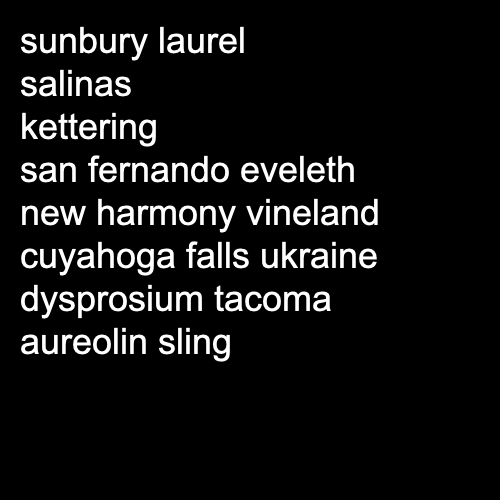 sunbury laurel
salinas
kettering
san fernando eveleth
new harmony vineland
cuyahoga falls ukraine
dysprosium tacoma
aureolin sling